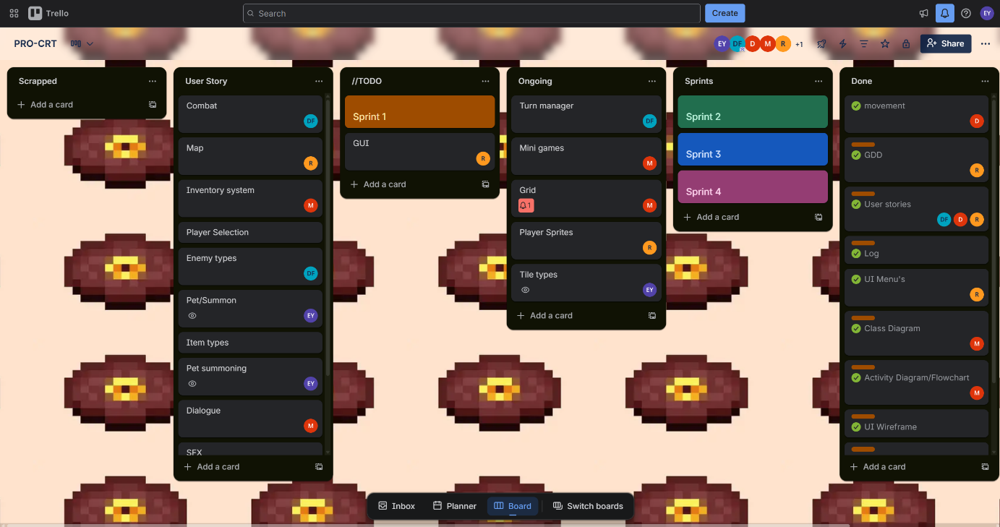 Trello
Search
Create
EY
PRO-CRT
EY DF D M R +1
Share
Scrapped
Add a card
User Story
Combat
DF
Map
R
Inventory system
M
Player Selection
Enemy types
DF
Pet/Summon
EY
Item types
Pet summoning
EY
Dialogue
M
SFX
Add a card
//TODO
Sprint 1
GUI
R
Add a card
Ongoing
Turn manager
DF
Mini games
M
Grid
1
M
Player Sprites
R
Tile types
EY
Add a card
Sprints
Sprint 2
Sprint 3
Sprint 4
Add a card
Done
movement
D
GDD
R
User stories
DF D R
Log
UI Menu's
R
Class Diagram
M
Activity Diagram/Flowchart
M
UI Wireframe
Add a card
Inbox
Planner
Board
Switch boards